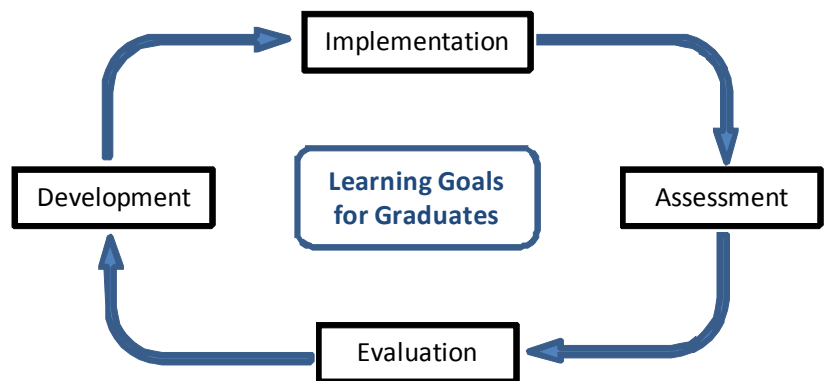 Implementation
Development
Learning Goals
for Graduates
Assessment
Evaluation